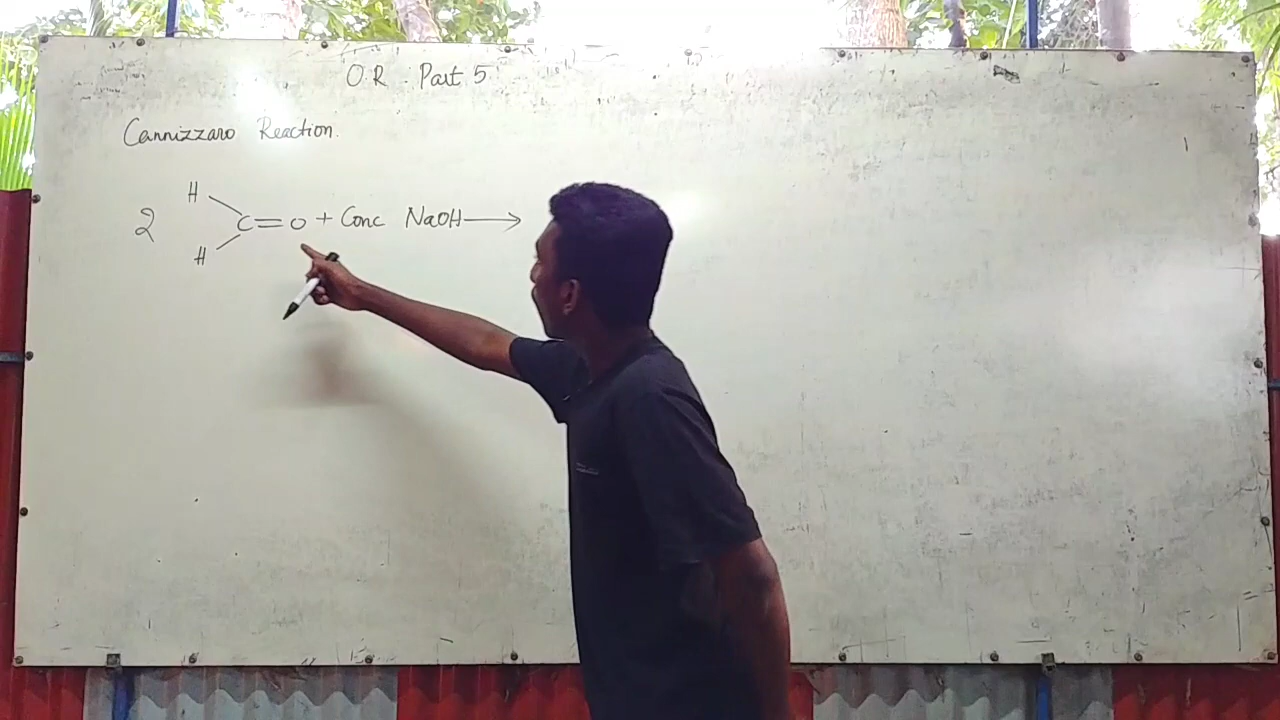 O.R. Part 5
Cannizzaro Reaction.
H
2 C=O + Conc NaOH⟶
H